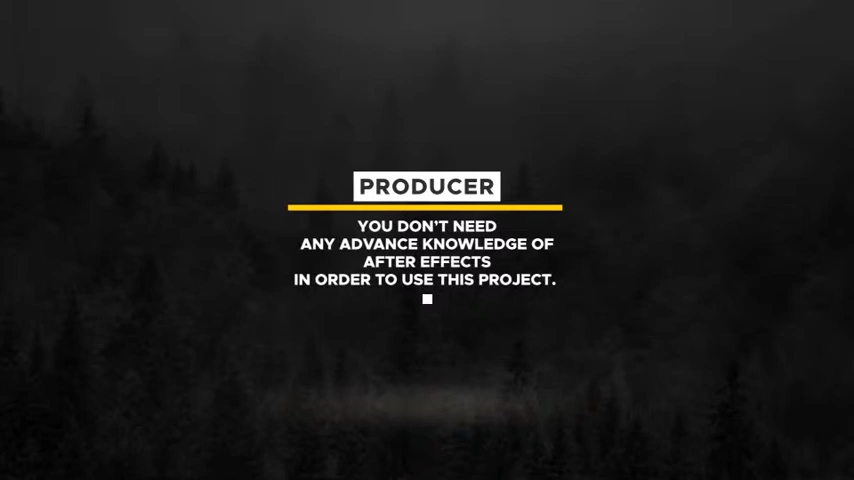 PRODUCER
YOU DON'T NEED
ANY ADVANCE KNOWLEDGE OF
AFTER EFFECTS
IN ORDER TO USE THIS PROJECT.